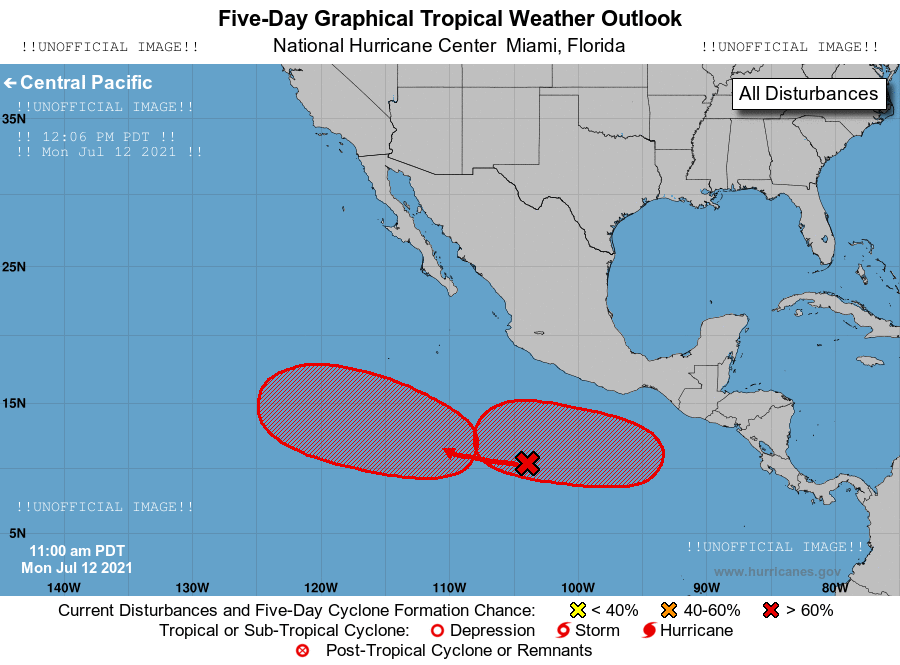 Five-Day Graphical Tropical Weather Outlook
!!UNOFFICIAL IMAGE!! National Hurricane Center Miami, Florida !!UNOFFICIAL IMAGE!!
Central Pacific
All Disturbances
!!UNOFFICIAL IMAGE!!
35N
!! 12:06 PM PDT !!
!! Mon Jul 12 2021 !!
25N
15N
!!UNOFFICIAL IMAGE!!
5N
!!UNOFFICIAL IMAGE!!
11:00 am PDT
Mon Jul 12 2021
www.hurricanes.gov
140W 130W 120W 110W 100W 90W 80W
Current Disturbances and Five-Day Cyclone Formation Chance: < 40% 40-60% > 60%
Tropical or Sub-Tropical Cyclone: Depression Storm Hurricane
Post-Tropical Cyclone or Remnants